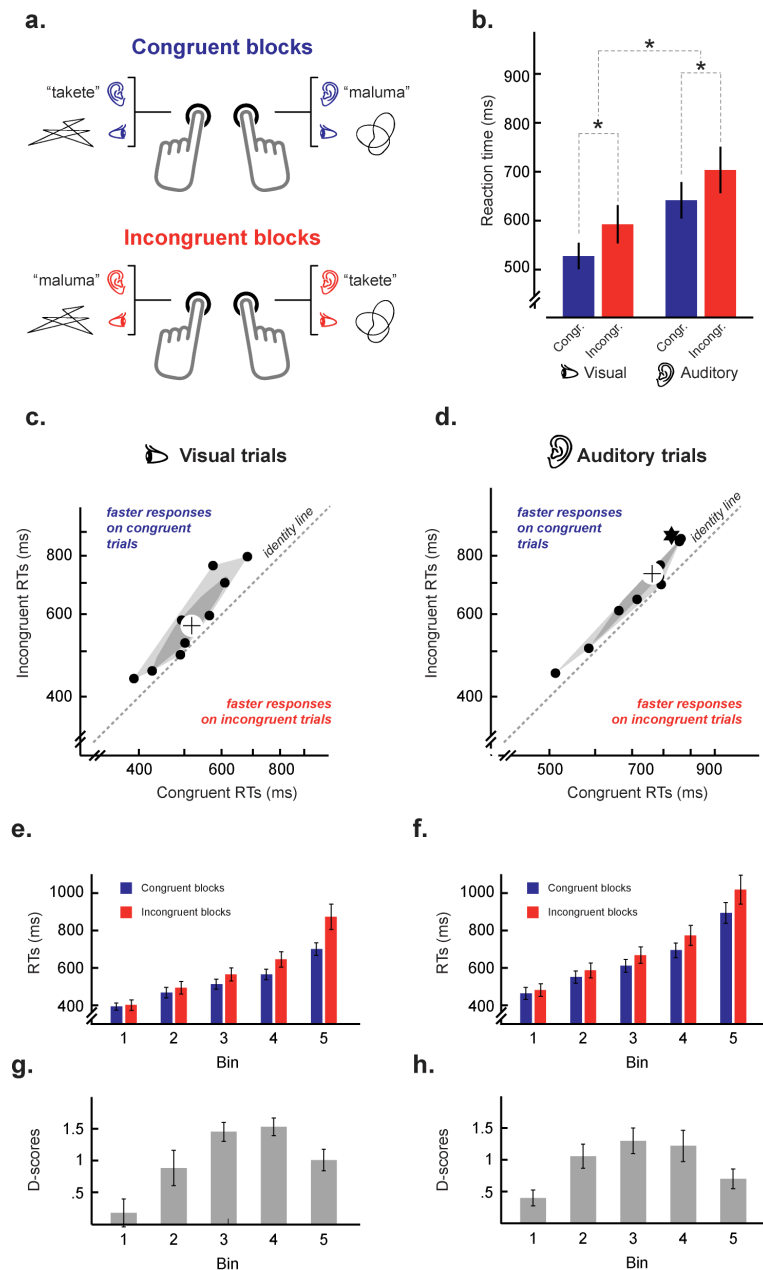 a.
Congruent blocks
“takete”
“maluma”
Incongruent blocks
“maluma”
“takete”
b.
Reaction time (ms)
900
800
700
600
500
*
*
*
Congr.
Incongr.
Congr.
Incongr.
Visual
Auditory
c.
Visual trials
faster responses
on congruent
trials
identity line
Incongruent RTs (ms)
800
600
400
faster responses
on incongruent trials
400
600
800
Congruent RTs (ms)
d.
Auditory trials
faster responses
on congruent
trials
identity line
Incongruent RTs (ms)
800
600
400
faster responses
on incongruent trials
500
700
900
Congruent RTs (ms)
e.
Congruent blocks
Incongruent blocks
RTs (ms)
1000
800
600
400
1 2 3 4 5
Bin
f.
Congruent blocks
Incongruent blocks
RTs (ms)
1000
800
600
400
1 2 3 4 5
Bin
g.
D-scores
1.5
1
.5
1 2 3 4 5
Bin
h.
D-scores
1.5
1
.5
1 2 3 4 5
Bin